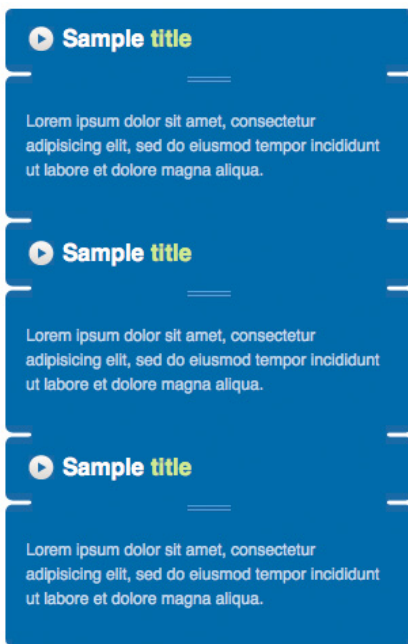 Sample title
Lorem ipsum dolor sit amet, consectetur
adipisicing elit, sed do eiusmod tempor incididunt
ut labore et dolore magna aliqua.
Sample title
Lorem ipsum dolor sit amet, consectetur
adipisicing elit, sed do eiusmod tempor incididunt
ut labore et dolore magna aliqua.
Sample title
Lorem ipsum dolor sit amet, consectetur
adipisicing elit, sed do eiusmod tempor incididunt
ut labore et dolore magna aliqua.